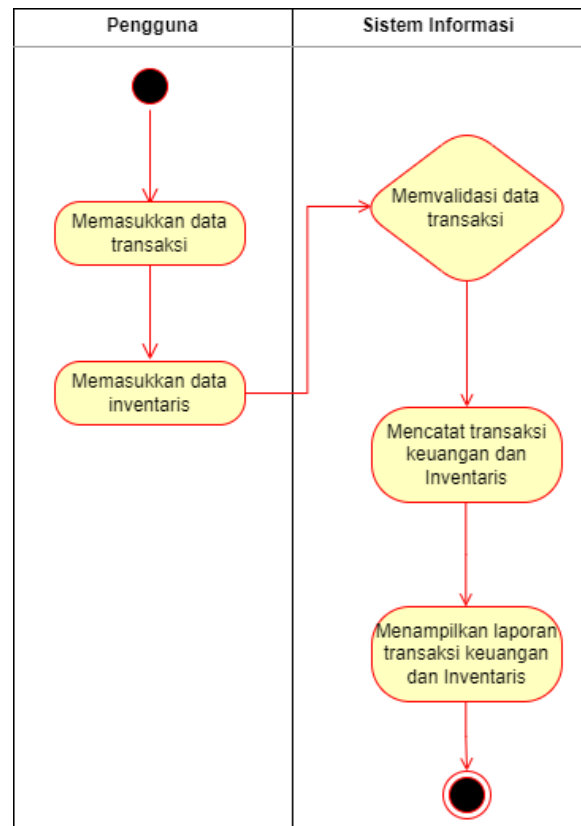 Pengguna
Sistem Informasi
Memasukkan data
transaksi
Memasukkan data
inventaris
Memvalidasi data
transaksi
Mencatat transaksi
keuangan dan
Inventaris
Menampilkan laporan
transaksi keuangan
dan Inventaris